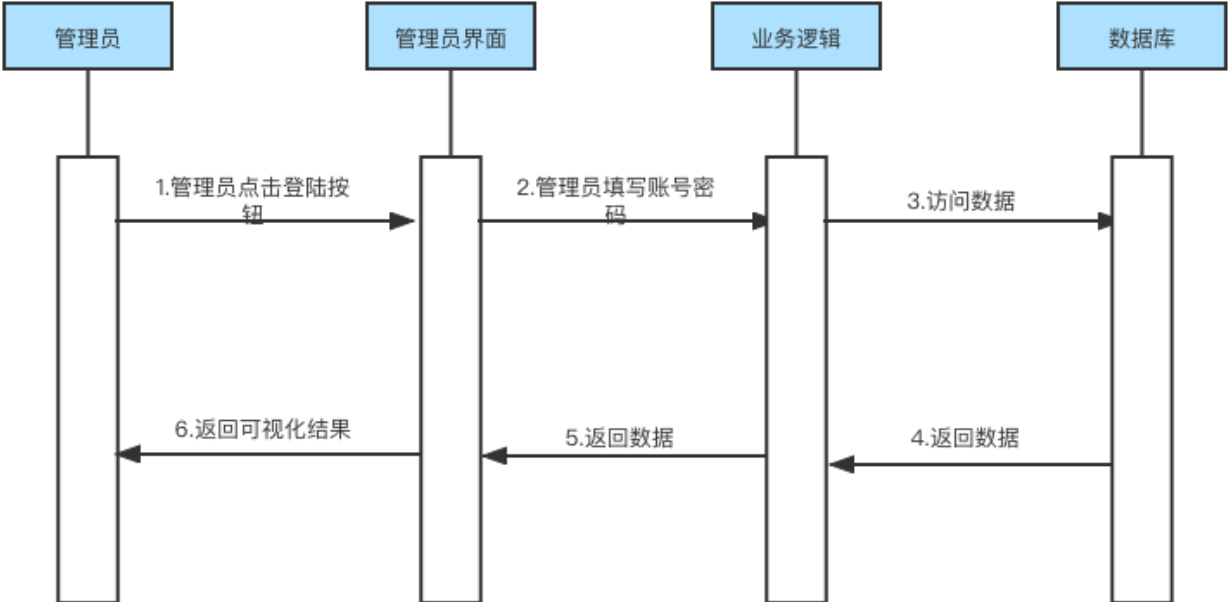 管理员
管理员界面
业务逻辑
数据库
1.管理员点击登陆按
钮
2.管理员填写账号密
码
3.访问数据
6.返回可视化结果
5.返回数据
4.返回数据